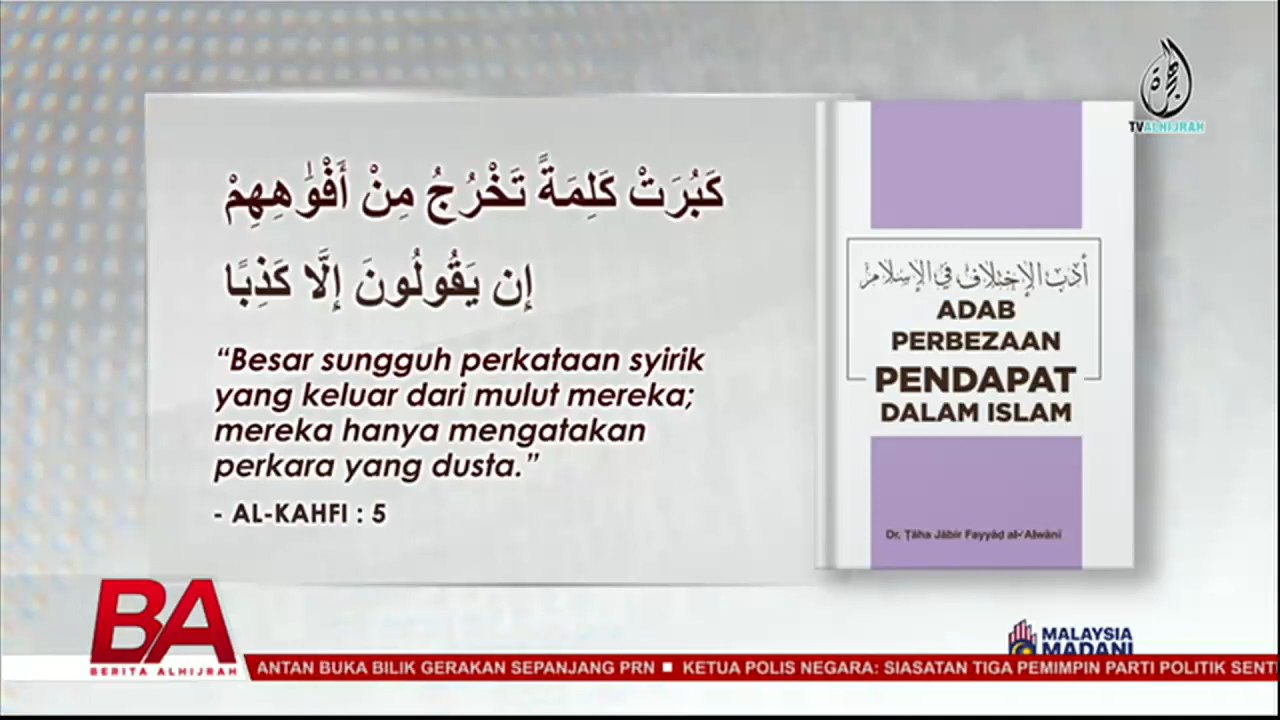 كَبُرَتْ كَلِمَةً تَخْرُجُ مِنْ أَفْوَٰهِهِمْ
إِن يَقُولُونَ إِلَّا كَذِبًا
“Besar sungguh perkataan syirik
yang keluar dari mulut mereka;
mereka hanya mengatakan
perkara yang dusta.”
- AL-KAHFI : 5
الهجرة
TVALHIJRAH
أدب الإختلاف في الإسلام
ADAB
PERBEZAAN
PENDAPAT
DALAM ISLAM
Dr, Ṭāha Jābir Fayyāḍ al-‘Alwānī
BA
BERITA ALHIJRAH
MALAYSIA
MADANI
ANTAN BUKA BILIK GERAKAN SEPANJANG PRN ■ KETUA POLIS NEGARA: SIASATAN TIGA PEMIMPIN PARTI POLITIK SENTI